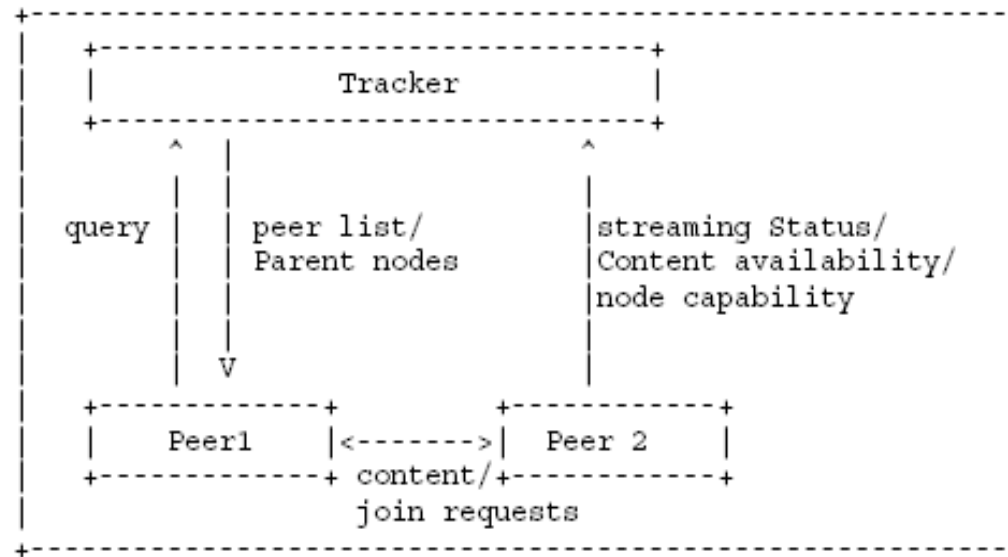 Tracker
query
peer list/
Parent nodes
streaming Status/
Content availability/
node capability
Peer1
Peer 2
content/
join requests